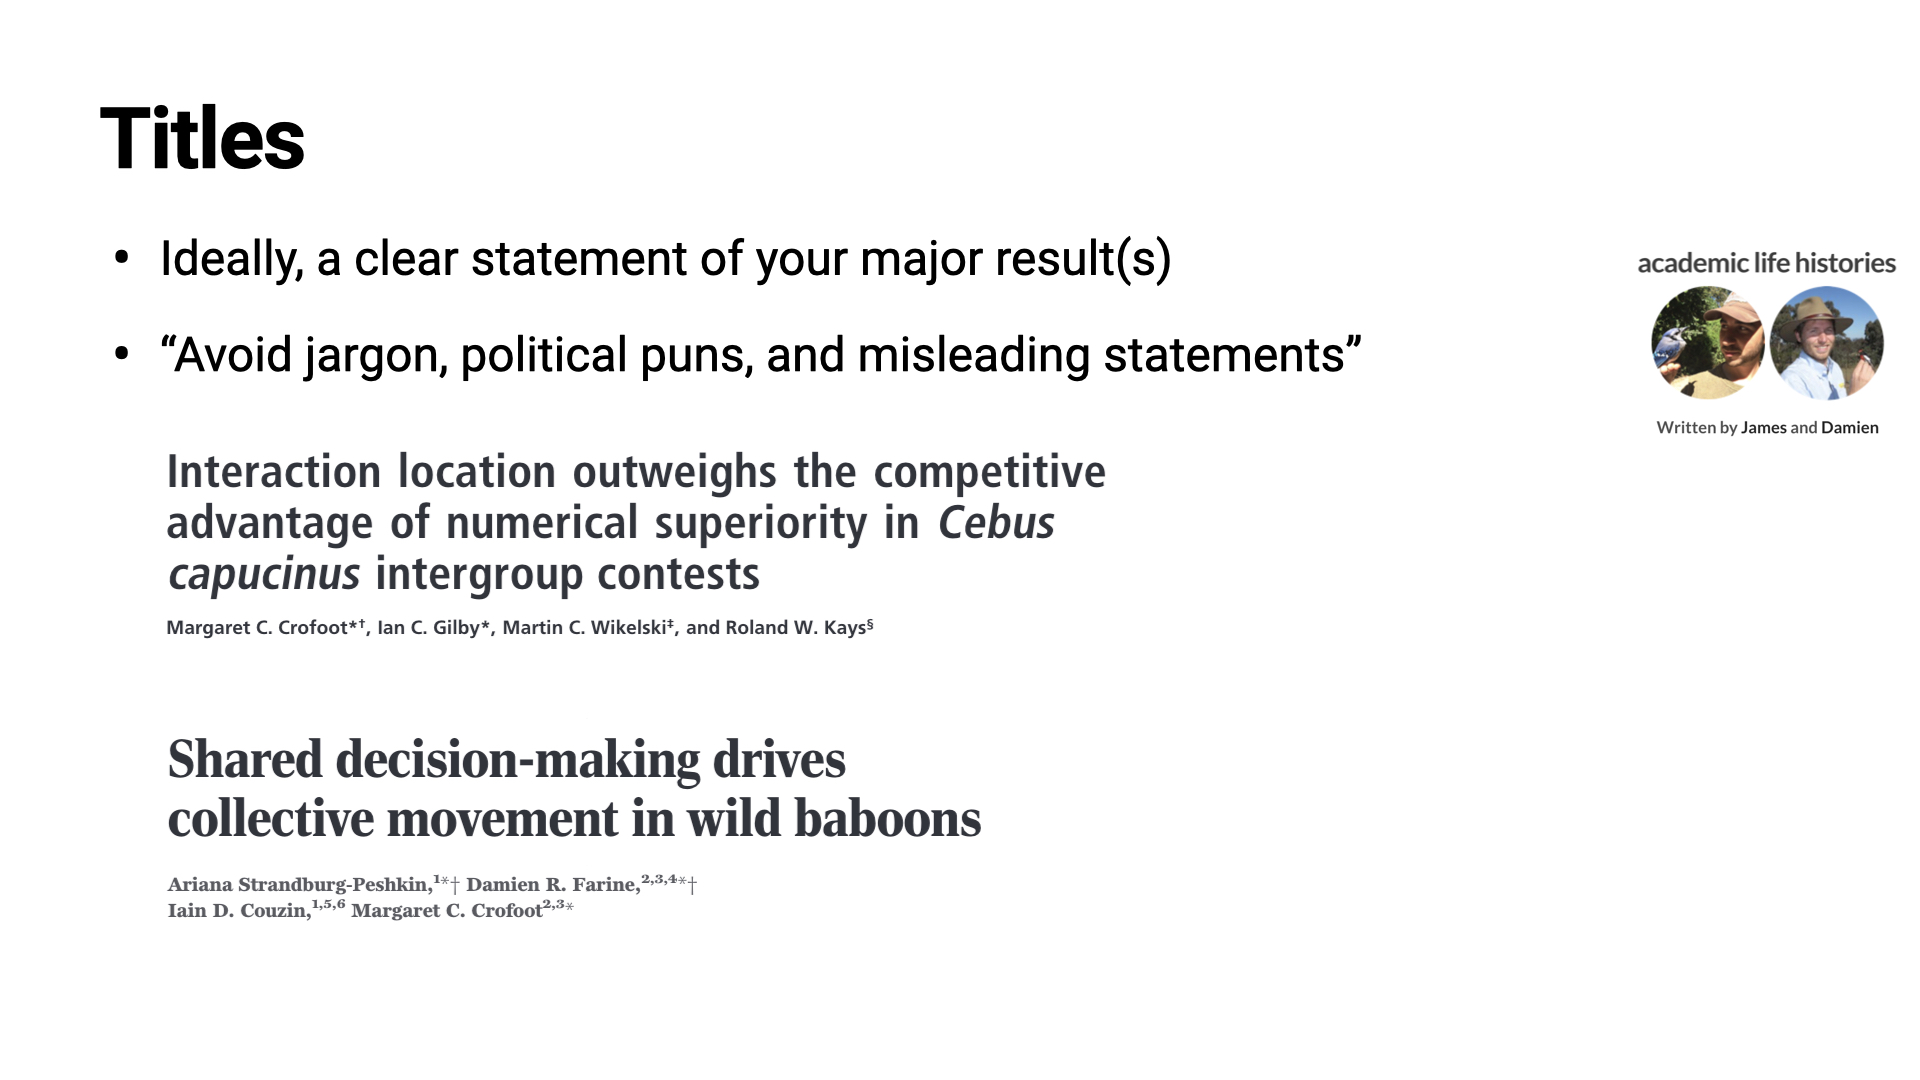 Titles
• Ideally, a clear statement of your major result(s)
• “Avoid jargon, political puns, and misleading statements”
academic life histories
Written by James and Damien
Interaction location outweighs the competitive
advantage of numerical superiority in Cebus
capucinus intergroup contests
Margaret C. Crofoot*†, Ian C. Gilby*, Martin C. Wikelski‡, and Roland W. Kays§
Shared decision-making drives
collective movement in wild baboons
Ariana Strandburg-Peshkin,1*† Damien R. Farine,2,3,4*†
Iain D. Couzin,1,5,6 Margaret C. Crofoot2,3*